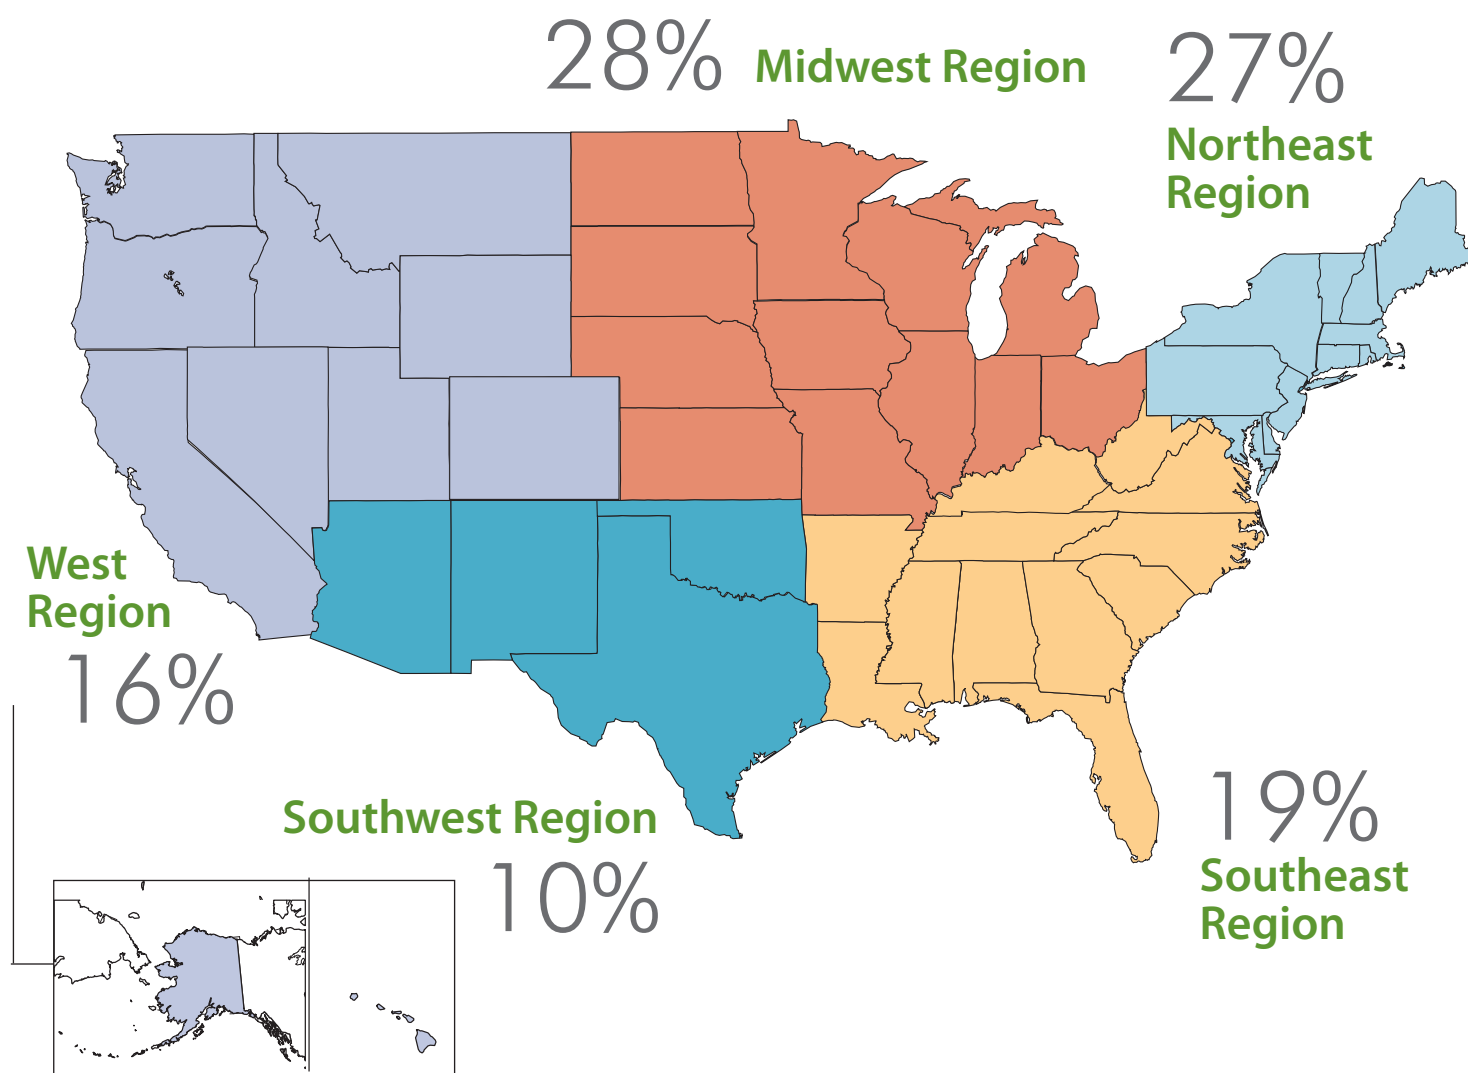 28% Midwest Region
27%
Northeast
Region
West
Region
16%
Southwest Region
10%
19%
Southeast
Region